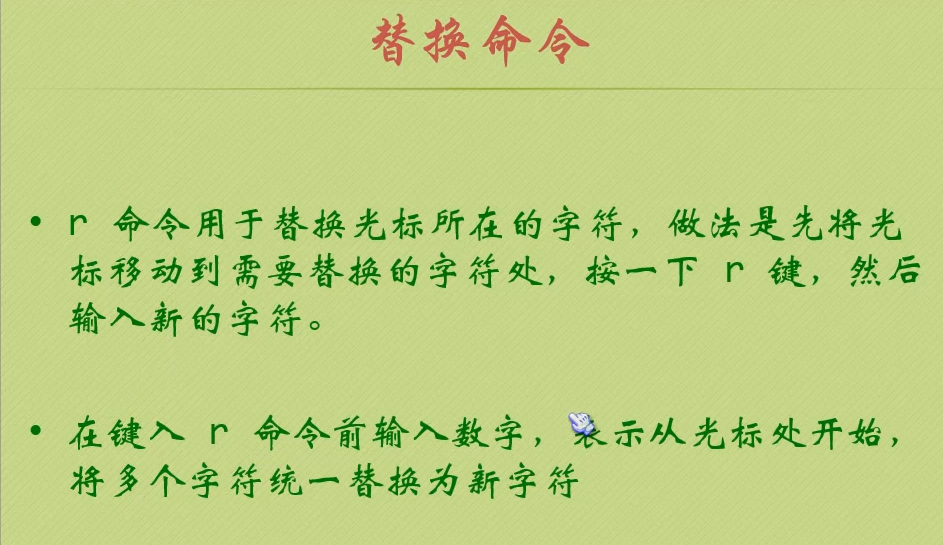 替换命令
• r 命令用于替换光标所在的字符，做法是先将光
标移动到需要替换的字符处，按一下 r 键，然后
输入新的字符。
• 在键入 r 命令前输入数字，表示从光标处开始，
将多个字符统一替换为新字符